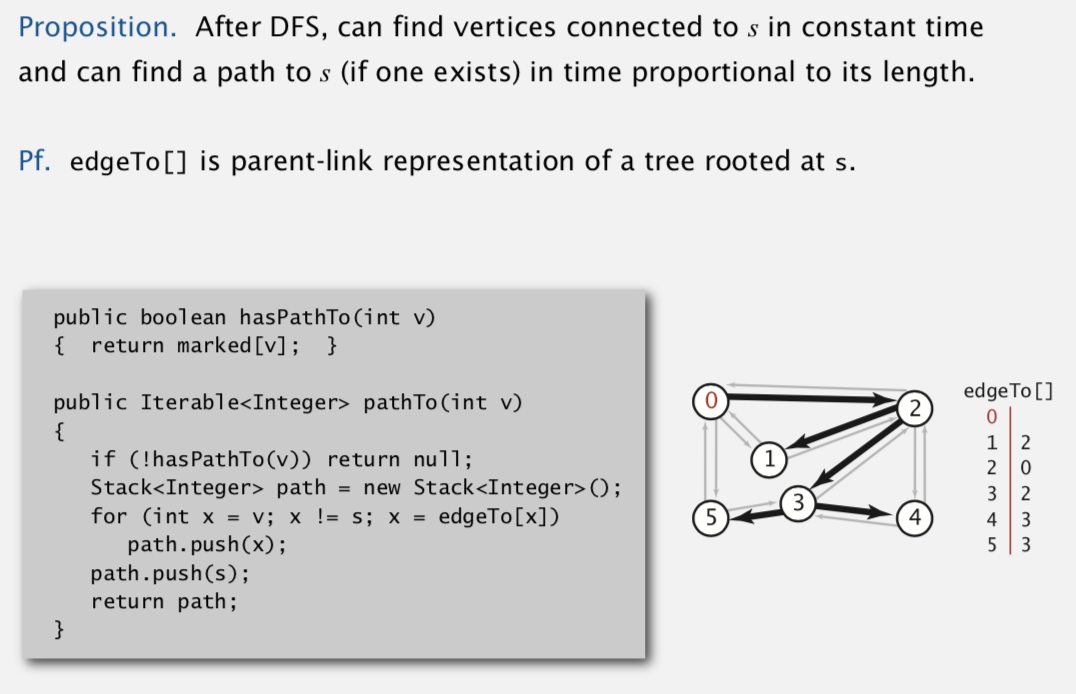 Proposition. After DFS, can find vertices connected to s in constant time
and can find a path to s (if one exists) in time proportional to its length.
Pf. edgeTo[] is parent-link representation of a tree rooted at s.
public boolean hasPathTo(int v)
{ return marked[v]; }
public Iterable<Integer> pathTo(int v)
{
if (!hasPathTo(v)) return null;
Stack<Integer> path = new Stack<Integer>();
for (int x = v; x != s; x = edgeTo[x])
path.push(x);
path.push(s);
return path;
}
0
2
1
3
5
4
edgeTo[]
0
1 2
2 0
3 2
4 3
5 3